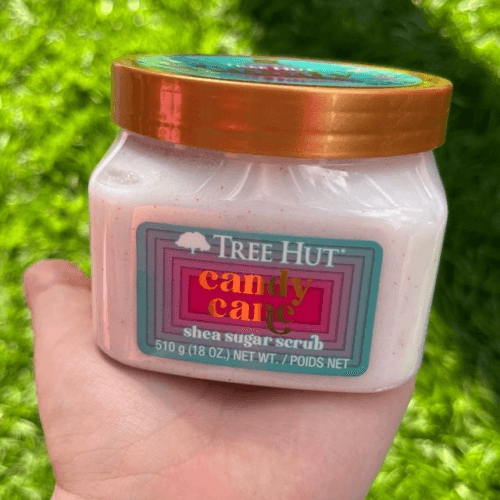 TREE HUT
candy
cane
shea sugar scrub
510 g (18 OZ.) NET WT. / POIDS NET